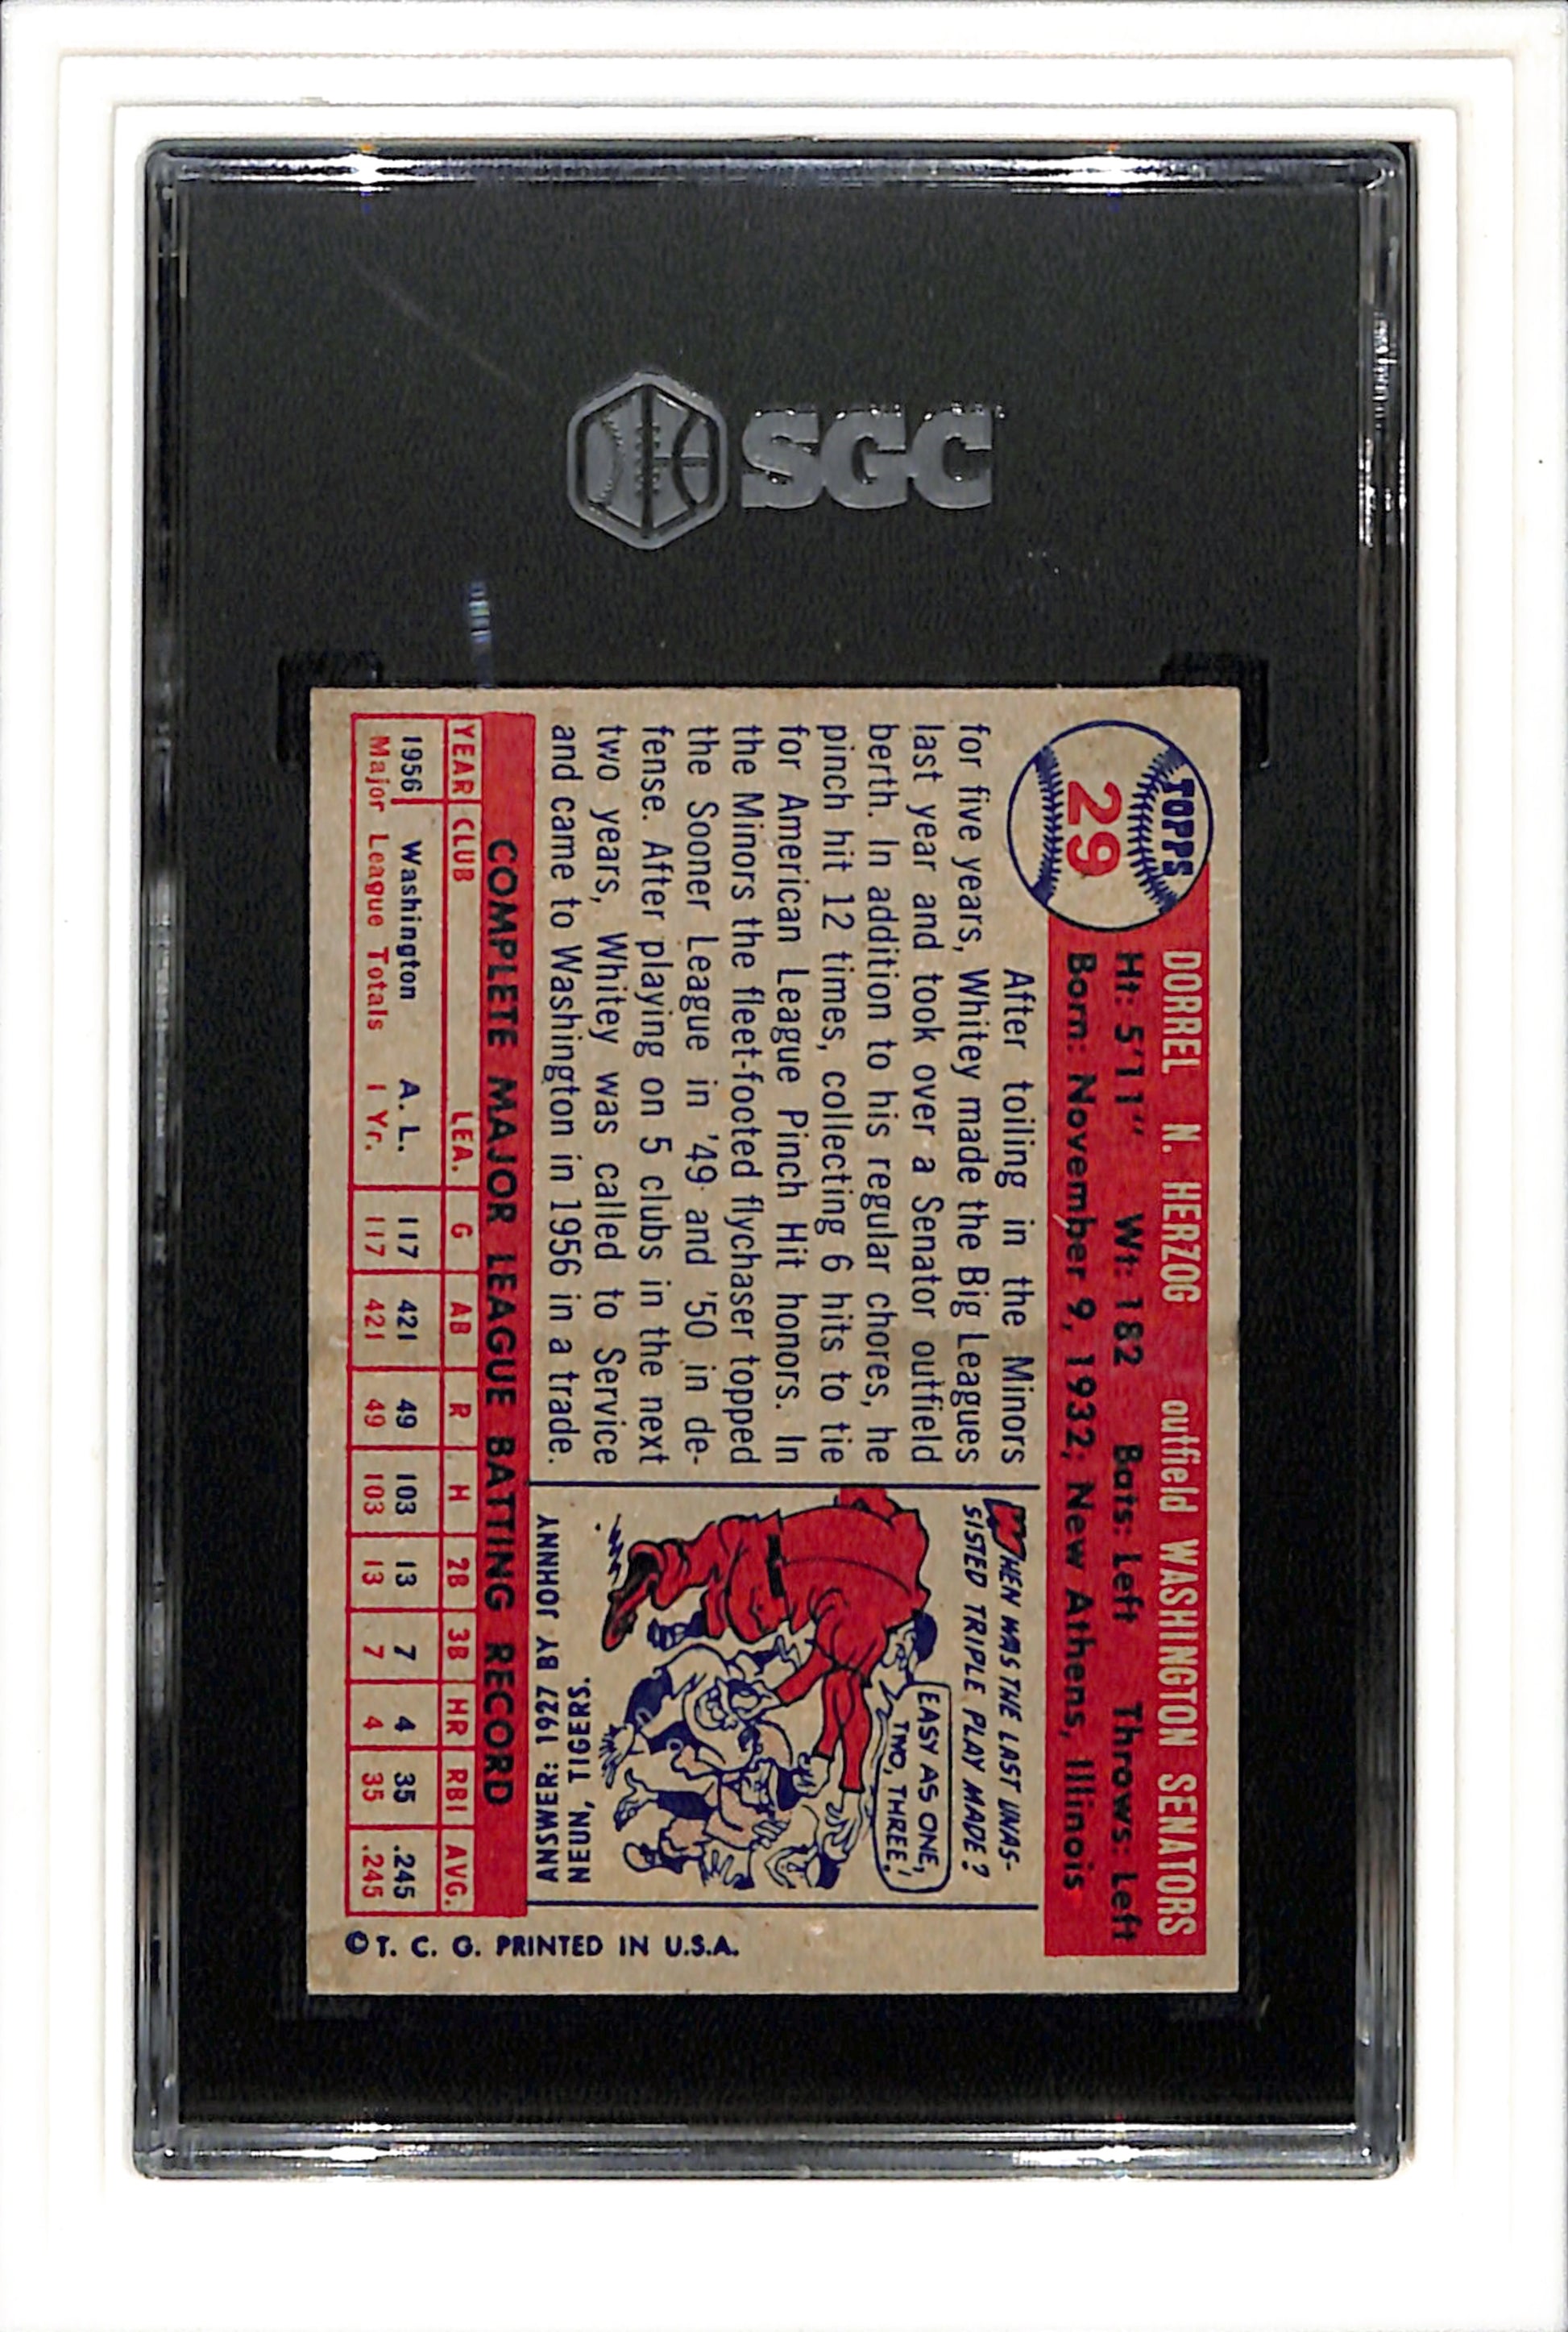 SGC
TOPPS
29
DORREL N. HERZOG outfield WASHINGTON SENATORS
Ht: 5'11" Wt: 182 Bats: Left Throws: Left
Born: November 9, 1932, New Athens, Illinois
After toiling in the Minors
for five years, Whitey made the Big Leagues
last year and took over a Senator outfield
berth. In addition to his regular chores, he
pinch hit 12 times, collecting 6 hits to tie
for American League Pinch Hit honors. In
the Minors the fleet-footed flychaser topped
the Sooner League in '49 and '50 in de-
fense. After playing on 5 clubs in the next
two years, Whitey was called to Service
and came to Washington in 1956 in a trade.
WHEN WAS THE LAST UNAS-
SISTED TRIPLE PLAY MADE?
EASY AS ONE,
TWO, THREE!
ANSWER: 1927 BY JOHNNY
NEUN, TIGERS.
COMPLETE MAJOR LEAGUE BATTING RECORD
YEAR CLUB LEA. G AB R H 2B 3B HR RBI AVG.
1956 Washington A. L. 117 421 49 103 13 7 4 35 .245
Major League Totals 1 Yr. 117 421 49 103 13 7 4 35 .245
© T. C. G. PRINTED IN U.S.A.